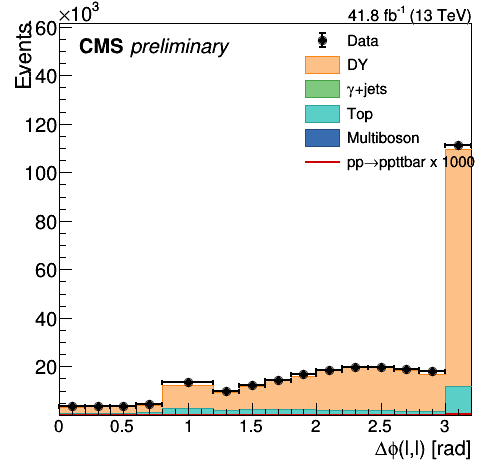 ×10³
41.8 fb⁻¹ (13 TeV)
Events
CMS preliminary
Data
DY
γ+jets
Top
Multiboson
pp→ppttbar x 1000
160
140
120
100
80
60
40
20
0
0.5
1
1.5
2
2.5
3
Δϕ(l,l) [rad]